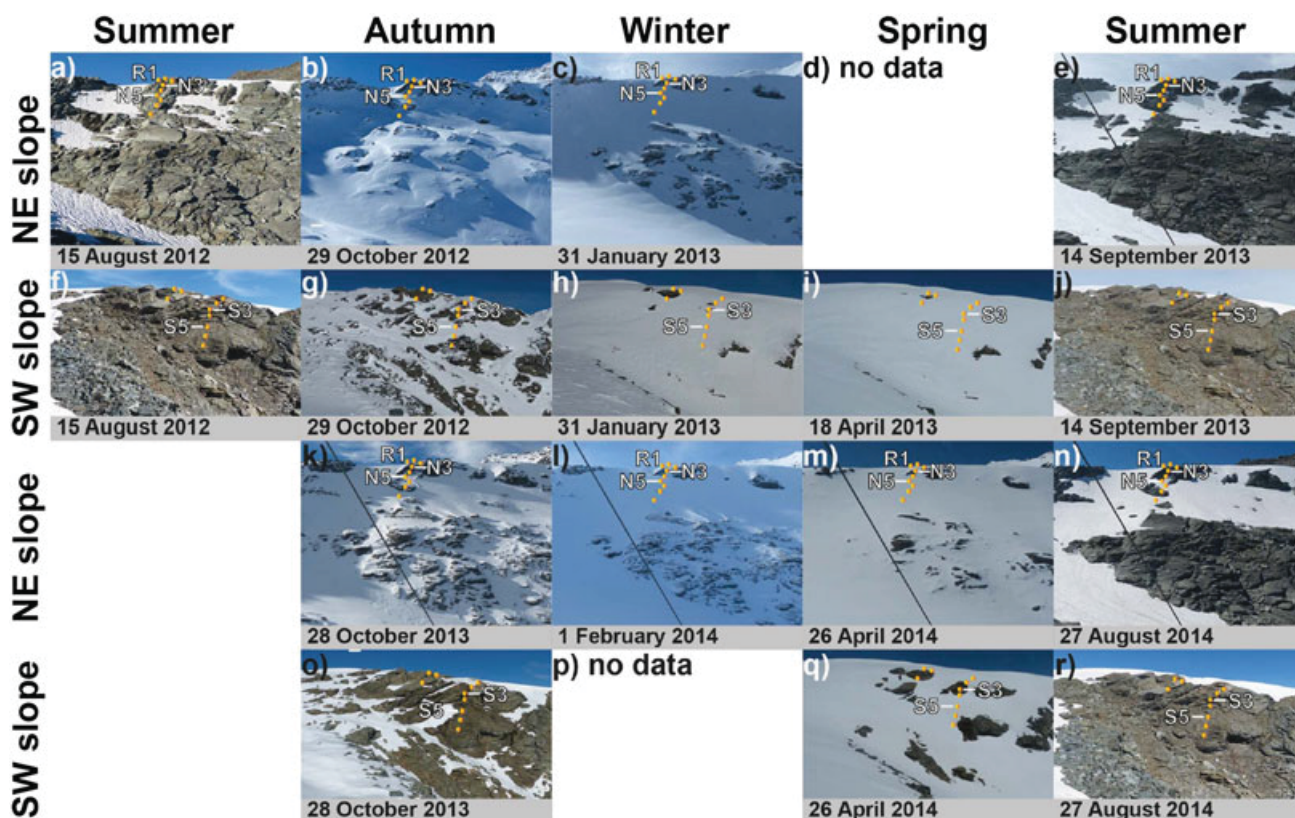 Summer Autumn Winter Spring Summer
NE slope
a) R1 N3 N5
15 August 2012
b) R1 N3 N5
29 October 2012
c) R1 N3 N5
31 January 2013
d) no data
e) R1 N3 N5
14 September 2013
SW slope
f) S3 S5
15 August 2012
g) S3 S5
29 October 2012
h) S3 S5
31 January 2013
i) S3 S5
18 April 2013
j) S3 S5
14 September 2013
NE slope
k) R1 N3 N5
28 October 2013
l) R1 N3 N5
1 February 2014
m) R1 N3 N5
26 April 2014
n) R1 N3 N5
27 August 2014
SW slope
o) S3 S5
28 October 2013
p) no data
q) S3 S5
26 April 2014
r) S3 S5
27 August 2014